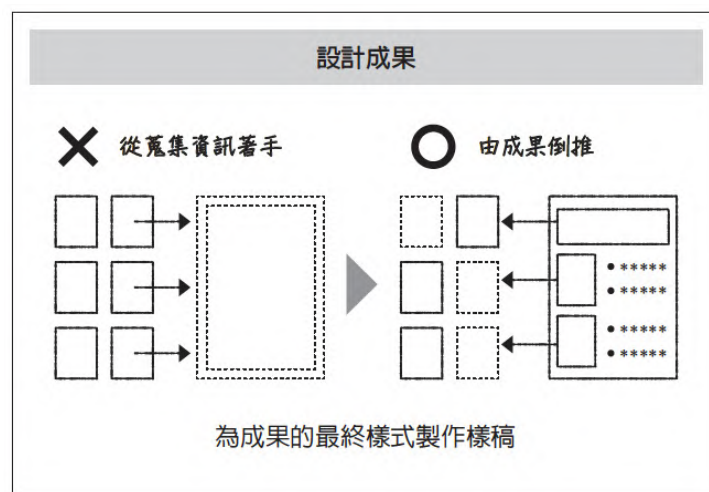 設計成果
從蒐集資訊著手
由成果倒推
• *****
• *****
• *****
• *****
為成果的最終樣式製作樣稿